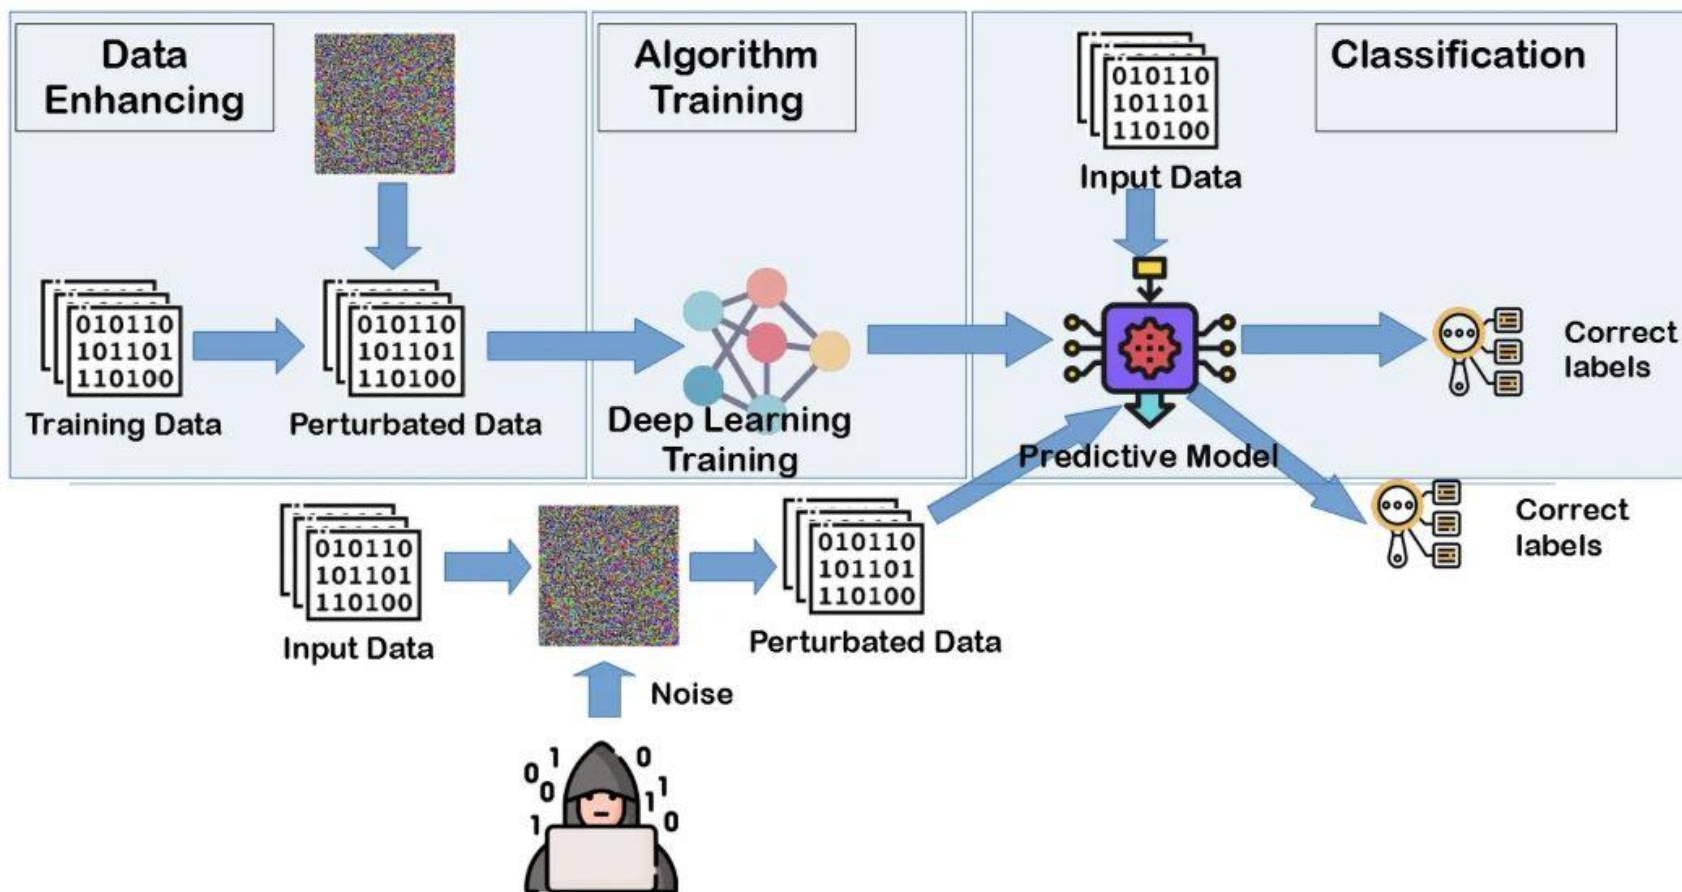 Data
Enhancing
Algorithm
Training
Classification
010110
101101
110100
Input Data
010110
101101
110100
Training Data
010110
101101
110100
Perturbated Data
Deep Learning
Training
Predictive Model
Correct
labels
010110
101101
110100
Input Data
010110
101101
110100
Perturbated Data
Correct
labels
Noise
1
0
0
1
0
1
1
0